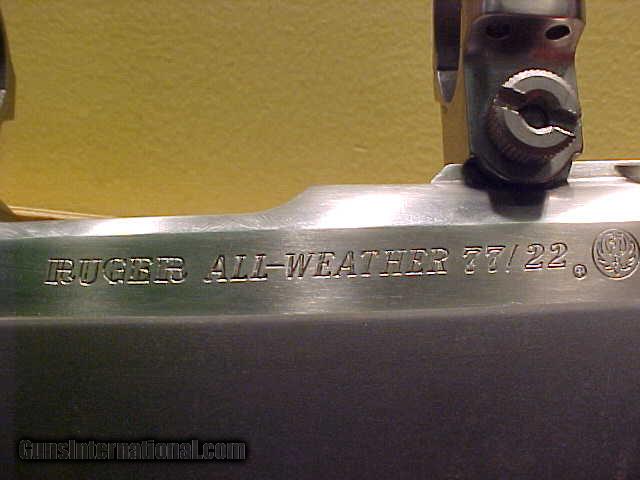 RUGER ALL-WEATHER 77/22 ®
GunsInternational.com